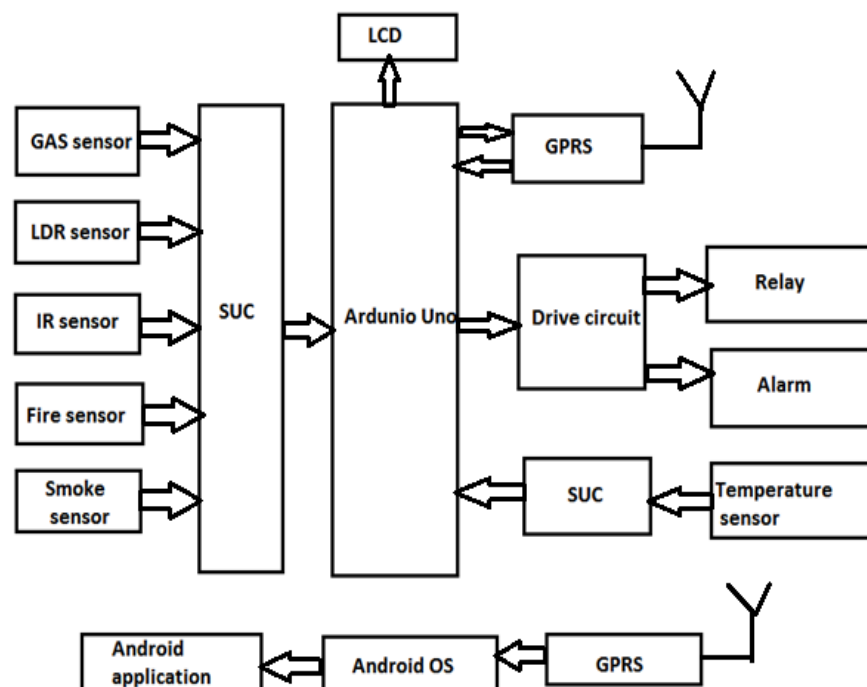 LCD
GAS sensor
GPRS
LDR sensor
Relay
IR sensor
SUC
Ardunio Uno
Drive circuit
Alarm
Fire sensor
Smoke
sensor
SUC
Temperature
sensor
Android
application
Android OS
GPRS